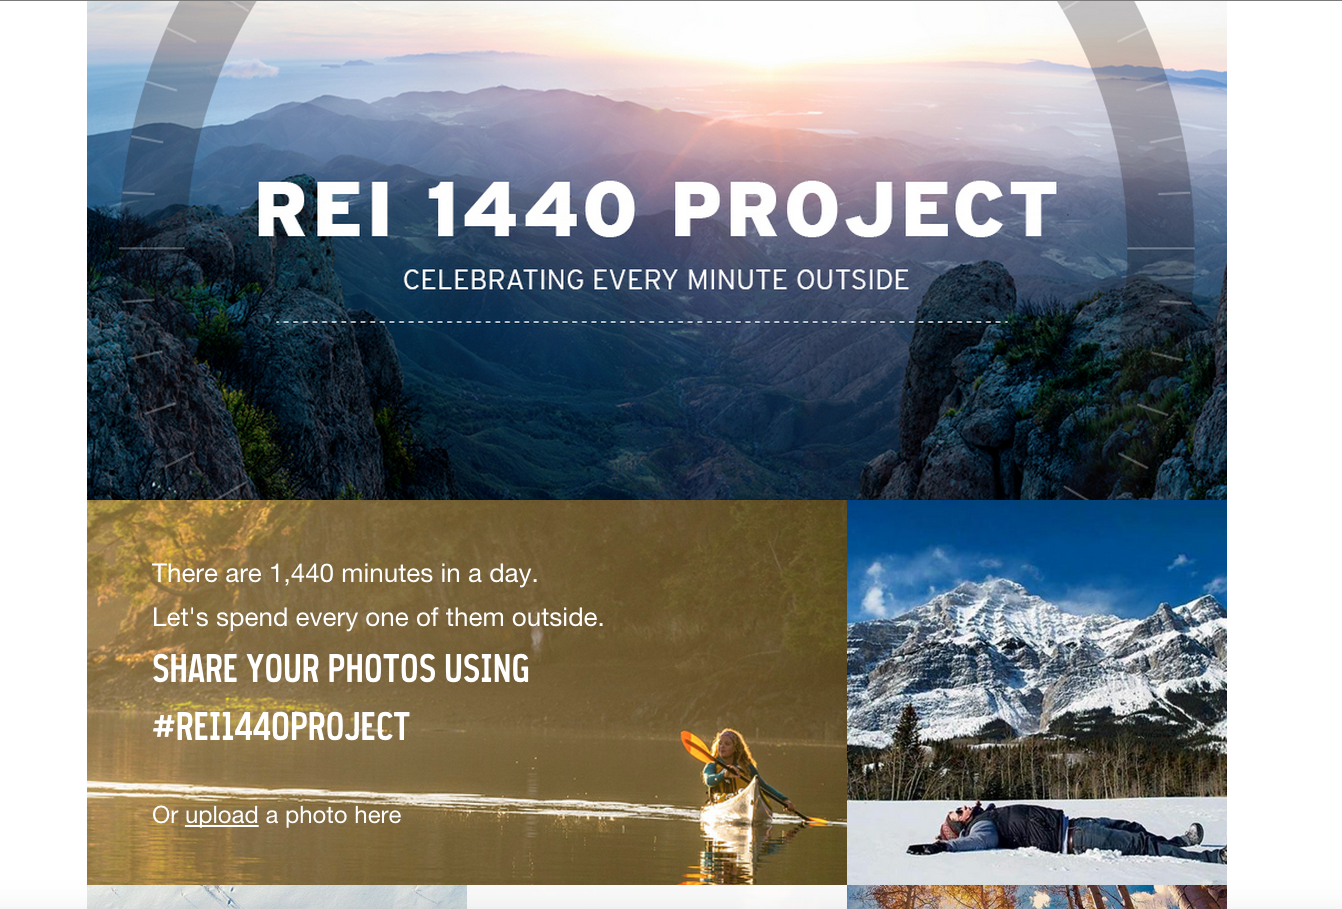 REI 1440 PROJECT
CELEBRATING EVERY MINUTE OUTSIDE
There are 1,440 minutes in a day.
Let's spend every one of them outside.
SHARE YOUR PHOTOS USING
#REI1440PROJECT
Or upload a photo here